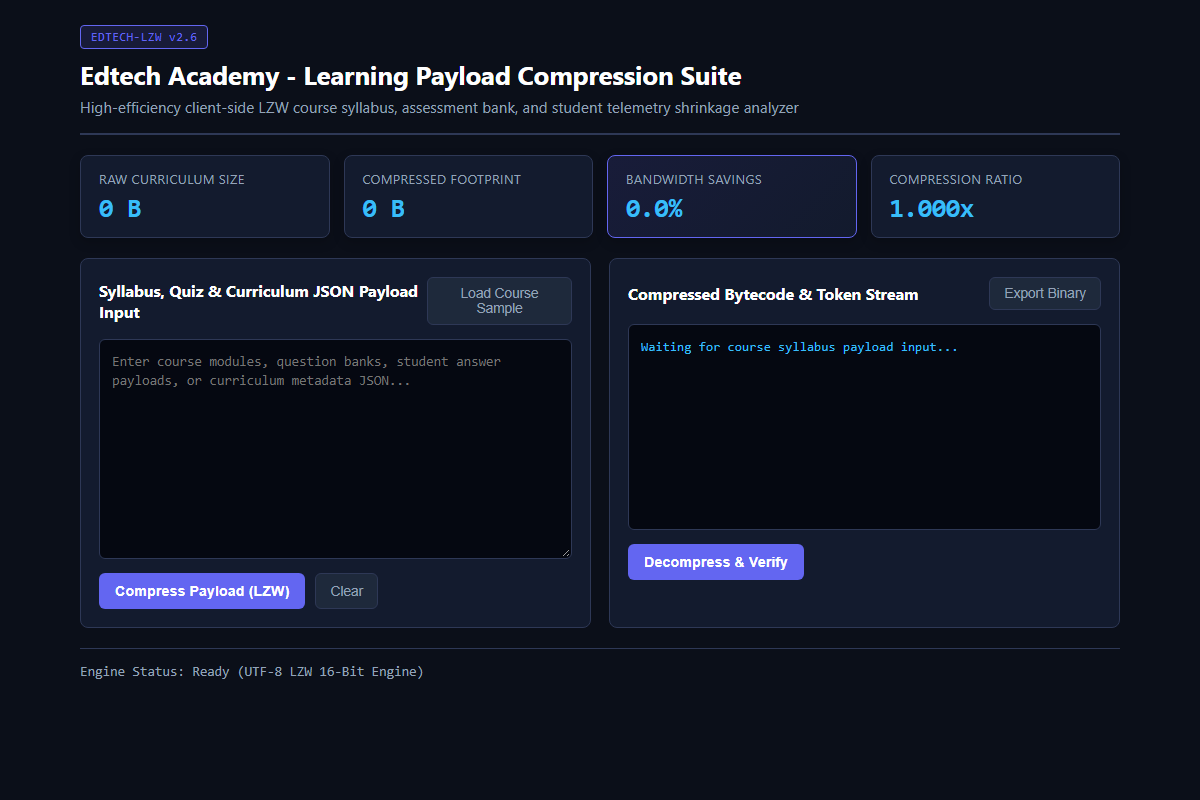 EDTECH-LZW v2.6
Edtech Academy - Learning Payload Compression Suite
High-efficiency client-side LZW course syllabus, assessment bank, and student telemetry shrinkage analyzer
RAW CURRICULUM SIZE
0 B
COMPRESSED FOOTPRINT
0 B
BANDWIDTH SAVINGS
0.0%
COMPRESSION RATIO
1.000x
Syllabus, Quiz & Curriculum JSON Payload
Input
Load Course
Sample
Enter course modules, question banks, student answer
payloads, or curriculum metadata JSON...
Compress Payload (LZW)
Clear
Compressed Bytecode & Token Stream
Export Binary
Waiting for course syllabus payload input...
Decompress & Verify
Engine Status: Ready (UTF-8 LZW 16-Bit Engine)